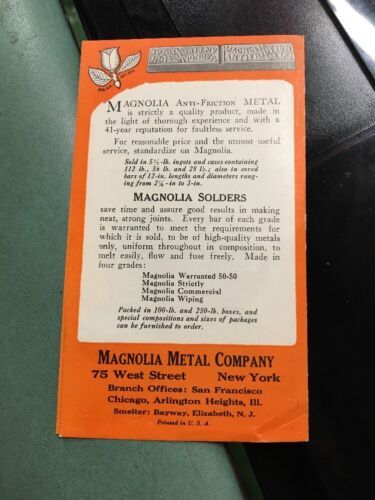 MAGNOLIA ANTI-FRICTION METAL
is strictly a quality product, made in
the light of thorough experience and with a
41-year reputation for faultless service.
For reasonable price and the utmost useful
service, standardize on Magnolia.
Sold in 5½-lb. ingots and cases containing
112 lb., 56 lb. and 28 lb.; also in cored
bars of 12-in. lengths and diameters rang-
ing from 2¼ - in to 5-in.
MAGNOLIA SOLDERS
save time and assure good results in making
neat, strong joints. Every bar of each grade
is warranted to meet the requirements for
which it is sold, to be of high-quality metals
only, uniform throughout in composition, to
melt easily, flow and fuse freely. Made in
four grades:
Magnolia Warranted 50-50
Magnolia Strictly
Magnolia Commercial
Magnolia Wiping
Packed in 100-lb. and 250-lb. boxes, and
special compositions and sizes of packages
can be furnished to order.
MAGNOLIA METAL COMPANY
75 West Street New York
Branch Offices: San Francisco
Chicago, Arlington Heights, Ill.
Smelter: Bayway, Elizabeth, N. J.
Printed in U. S. A.